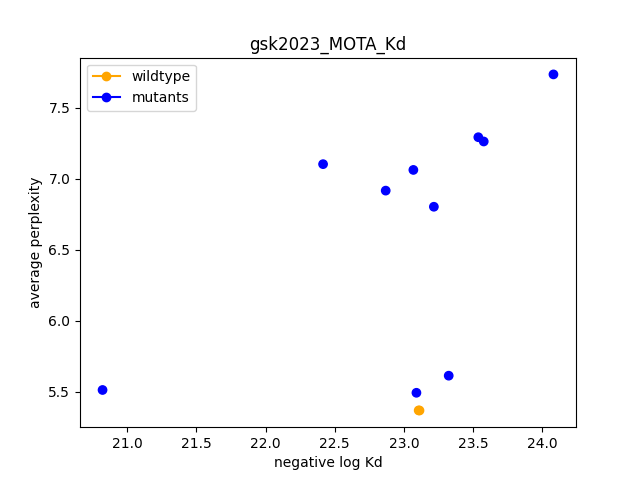 gsk2023_MOTA_Kd
wildtype
mutants
7.5
7.0
6.5
6.0
5.5
average perplexity
21.0 21.5 22.0 22.5 23.0 23.5 24.0
negative log Kd